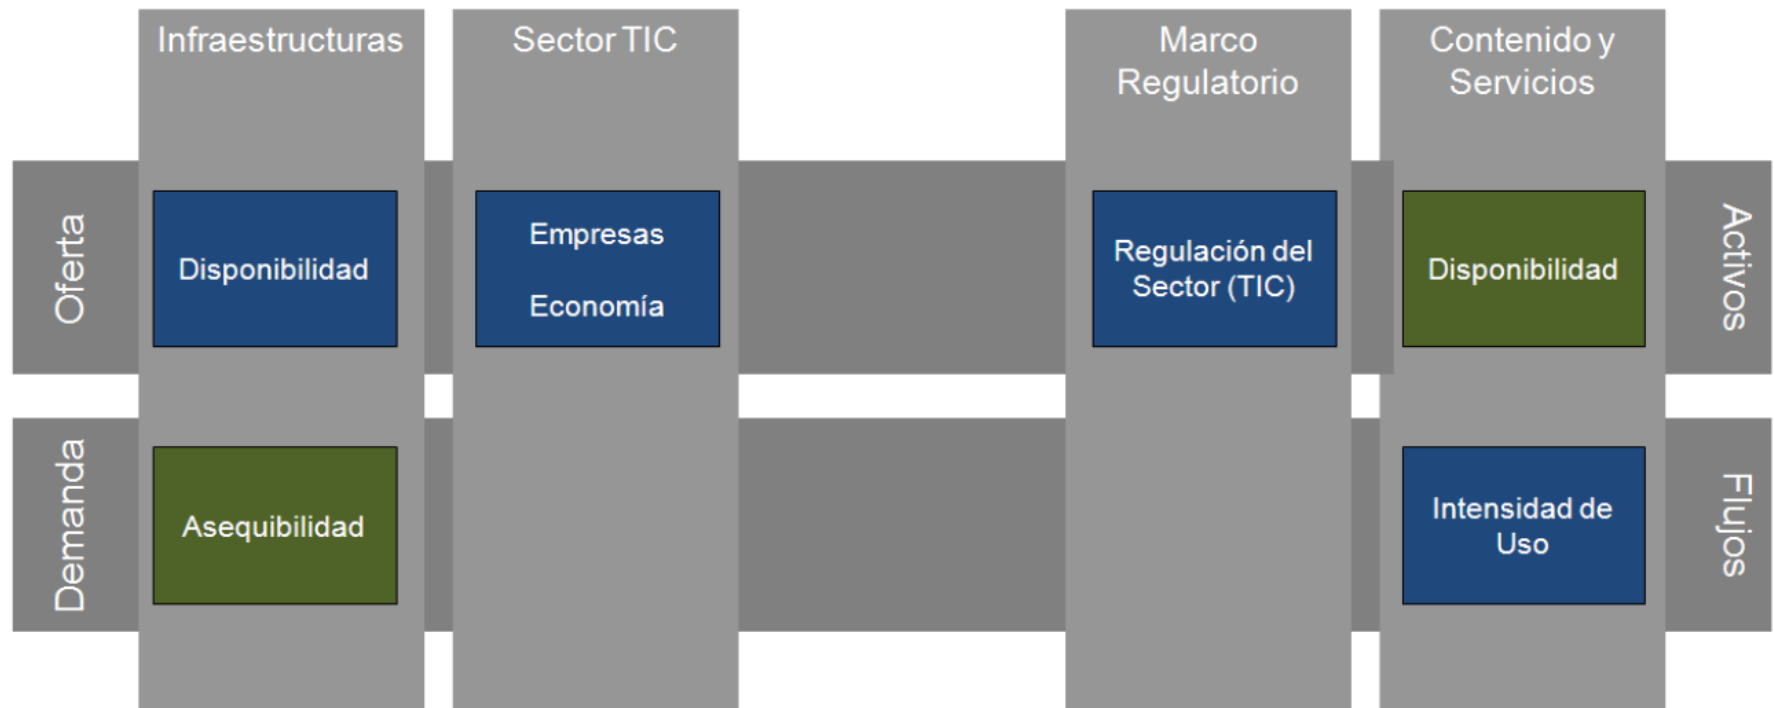 Infraestructuras
Sector TIC
Marco
Regulatorio
Contenido y
Servicios
Oferta
Disponibilidad
Empresas
Economía
Regulación del
Sector (TIC)
Disponibilidad
Activos
Demanda
Asequibilidad
Intensidad de
Uso
Flujos